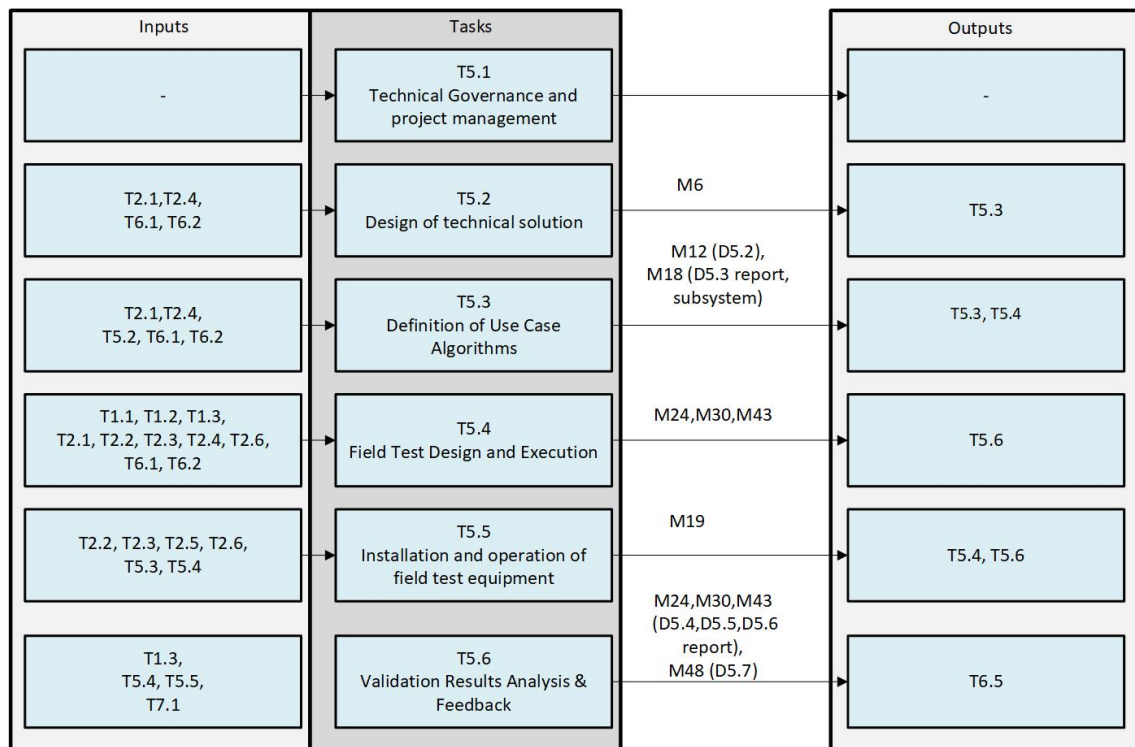 Inputs
Tasks
Outputs
-
T5.1
Technical Governance and
project management
-
T2.1,T2.4,
T6.1, T6.2
T5.2
Design of technical solution
M6
T5.3
T2.1,T2.4,
T5.2, T6.1, T6.2
T5.3
Definition of Use Case
Algorithms
M12 (D5.2),
M18 (D5.3 report,
subsystem)
T5.3, T5.4
T1.1, T1.2, T1.3,
T2.1, T2.2, T2.3, T2.4, T2.6,
T6.1, T6.2
T5.4
Field Test Design and Execution
M24,M30,M43
T5.6
T2.2, T2.3, T2.5, T2.6,
T5.3, T5.4
T5.5
Installation and operation of
field test equipment
M19
T5.4, T5.6
T1.3,
T5.4, T5.5,
T7.1
T5.6
Validation Results Analysis &
Feedback
M24,M30,M43
(D5.4,D5.5,D5.6
report),
M48 (D5.7)
T6.5